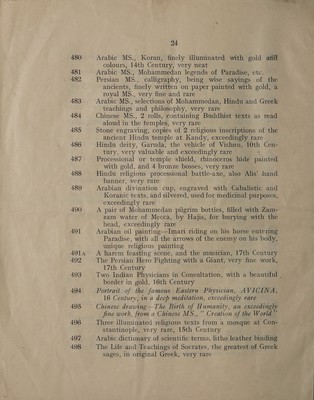 24
480 Arabic MS., Koran, finely illuminated with gold and
colours, 14th Century, very neat
481 Arabic MS., Mohammedan legends of Paradise, etc.
482 Persian MS., calligraphy, being wise sayings of the
ancients, finely written on paper painted with gold, a
royal MS., very fine and rare
483 Arabic MS., selections of Mohammedan, Hindu and Greek
teachings and philosophy, very rare
484 Chinese MS., 2 rolls, containing Buddhist texts as read
aloud in the temples, very rare
485 Stone engraving, copies of 2 religious inscriptions of the
ancient Hindu temple at Kandy, exceedingly rare
486 Hindu deity, Garuda, the vehicle of Vishnu, 10th Cen-
tury, very valuable and exceedingly rare
487 Processional or temple shield, rhinoceros hide painted
with gold, and 4 bronze bosses, very rare
488 Hindu religious processional battle-axe, also Alis' hand
banner, very rare
489 Arabian divination cup, engraved with Cabalistic and
Koranic texts, and silvered, used for medicinal purposes,
exceedingly rare
490 A pair of Mohammedan pilgrim bottles, filled with Zam-
zam water of Mecca, by Hajis, for burying with the
head, exceedingly rare
491 Arabian oil painting—Imari riding on his horse entering
Paradise, with all the arrows of the enemy on his body,
unique religious painting
491A A harem feasting scene, and the musician, 17th Century
492 The Persian Hero Fighting with a Giant, very fine work,
17th Century
493 Two Indian Physicians in Consultation, with a beautiful
border in gold, 16th Century
494 Portrait of the famous Eastern Physician, AVICINA,
16 Century, in a deep meditation, exceedingly rare
495 Chinese drawing—The Birth of Humanity, an exceedingly
fine work, from a Chinese MS., "Creation of the World"
496 Three illuminated religious texts from a mosque at Con-
stantinople, very rare, 15th Century
497 Arabic dictionary of scientific terms, lithe leather binding
498 The Life and Teachings of Socrates, the greatest of Greek
sages, in original Greek, very rare